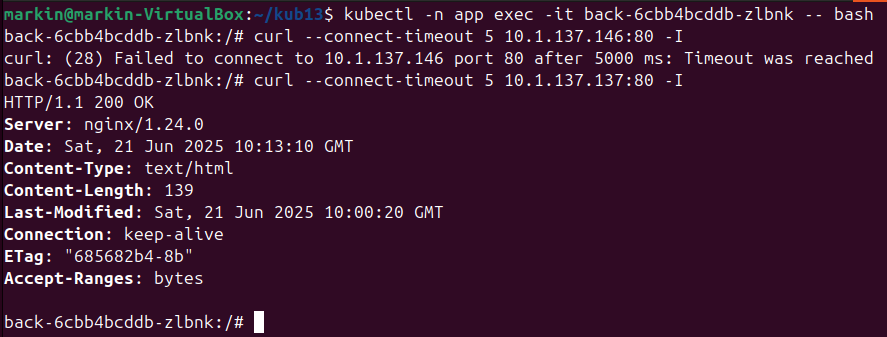 markin@markin-VirtualBox:~/kub13$ kubectl -n app exec -it back-6cbb4bcddb-zlbnk -- bash
back-6cbb4bcddb-zlbnk:/# curl --connect-timeout 5 10.1.137.146:80 -I
curl: (28) Failed to connect to 10.1.137.146 port 80 after 5000 ms: Timeout was reached
back-6cbb4bcddb-zlbnk:/# curl --connect-timeout 5 10.1.137.137:80 -I
HTTP/1.1 200 OK
Server: nginx/1.24.0
Date: Sat, 21 Jun 2025 10:13:10 GMT
Content-Type: text/html
Content-Length: 139
Last-Modified: Sat, 21 Jun 2025 10:00:20 GMT
Connection: keep-alive
ETag: "685682b4-8b"
Accept-Ranges: bytes
back-6cbb4bcddb-zlbnk:/#